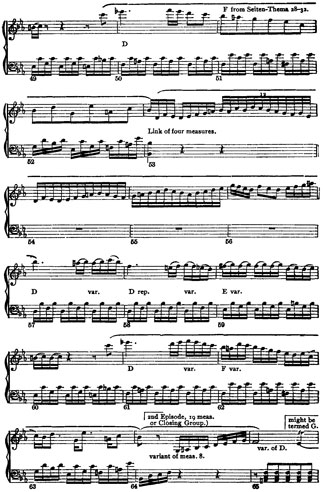 F from Seiten-Thema 28-32.
D
49 50 51
12
Link of four measures.
52 53
54 55 56
D var. D rep. var. E var.
57 58 59
D var. F var.
60 61 62
2nd Episode, 19 meas.
or Closing Group.)
might be
termed G.
variant of meas. 8.
var. of D.
63 64 65